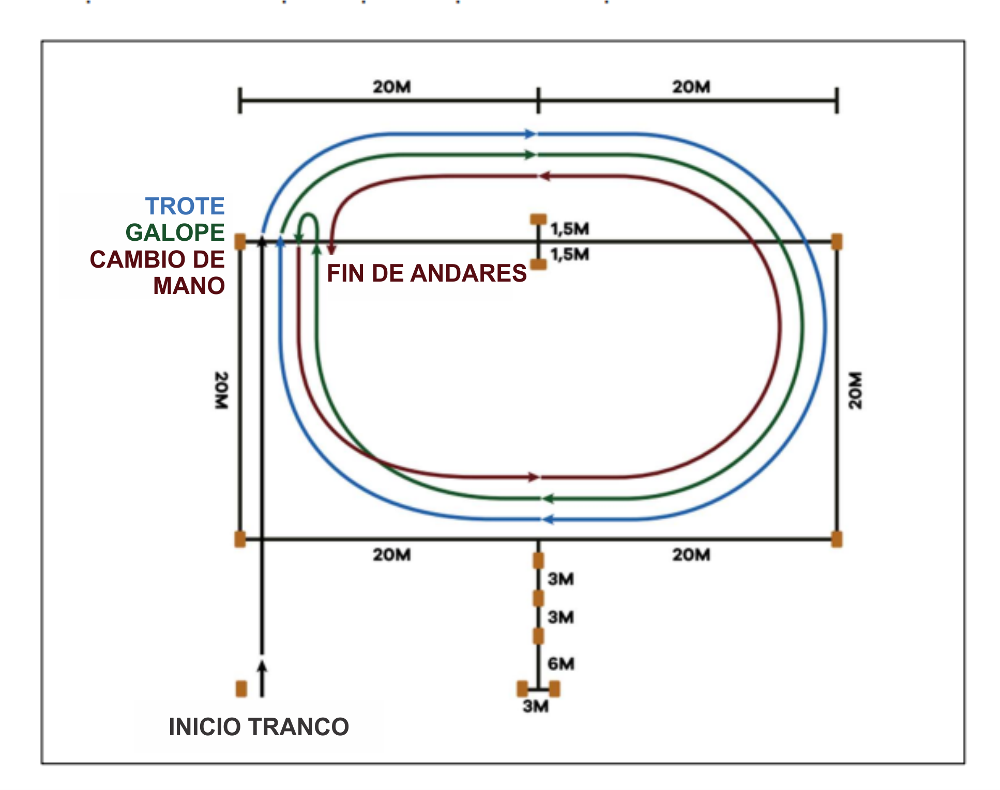 20M 20M
TROTE
GALOPE
CAMBIO DE
MANO
1,5M
1,5M
FIN DE ANDARES
20M
20M
20M 20M
3M
3M
6M
3M
INICIO TRANCO